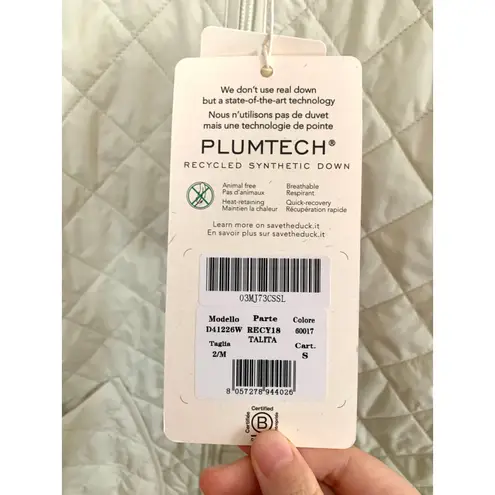 We don't use real down
but a state-of-the-art technology
Nous n'utilisons pas de duvet
mais une technologie de pointe
PLUMTECH®
RECYCLED SYNTHETIC DOWN
Animal free
Pas d'animaux
Breathable
Respirant.
Heat-retaining
Maintien la chaleur
Quick-recovery
Récupération rapide
Learn more on savetheduck.it
En savoir plus sur savetheduck.it
03MJ73CSSL
Modello Parte Colore
D41226W RECY18 60017
TALITA
Taglia Cart.
2/M S
8 057278 944026
Certified
B